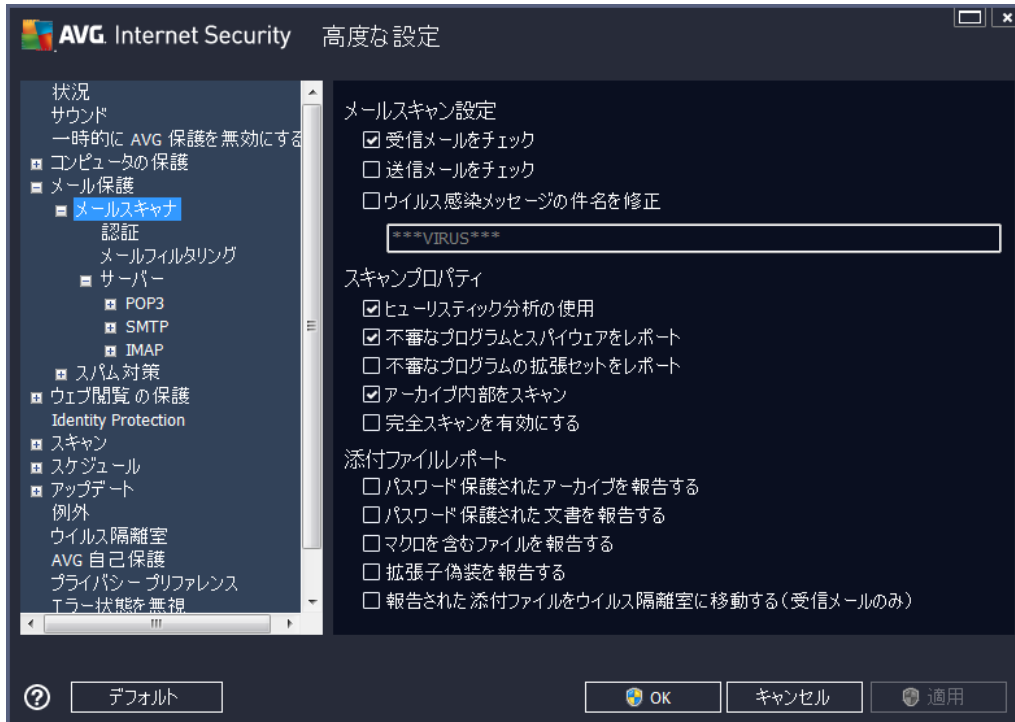 AVG. Internet Security 高度な設定
状況
サウンド
一時的に AVG 保護を無効にする
コンピュータの保護
メール保護
メールスキャナ
認証
メールフィルタリング
サーバー
POP3
SMTP
IMAP
スパム対策
ウェブ閲覧 の保護
Identity Protection
スキャン
スケジュール
アップデート
例外
ウイルス隔離室
AVG 自己保護
プライバシー プリファレンス
エラー状態を無視
メールスキャン設定
受信メールをチェック
送信メールをチェック
ウイルス感染メッセージの件名を修正
***VIRUS***
スキャンプロパティ
ヒューリスティック分析の使用
不審なプログラムとスパイウェアをレポート
不審なプログラムの拡張セットをレポート
アーカイブ内部をスキャン
完全スキャンを有効にする
添付ファイルレポート
パスワード保護されたアーカイブを報告する
パスワード保護された文書を報告する
マクロを含むファイルを報告する
拡張子偽装を報告する
報告された添付ファイルをウイルス隔離室に移動する(受信メールのみ)
デフォルト
OK
キャンセル
適用